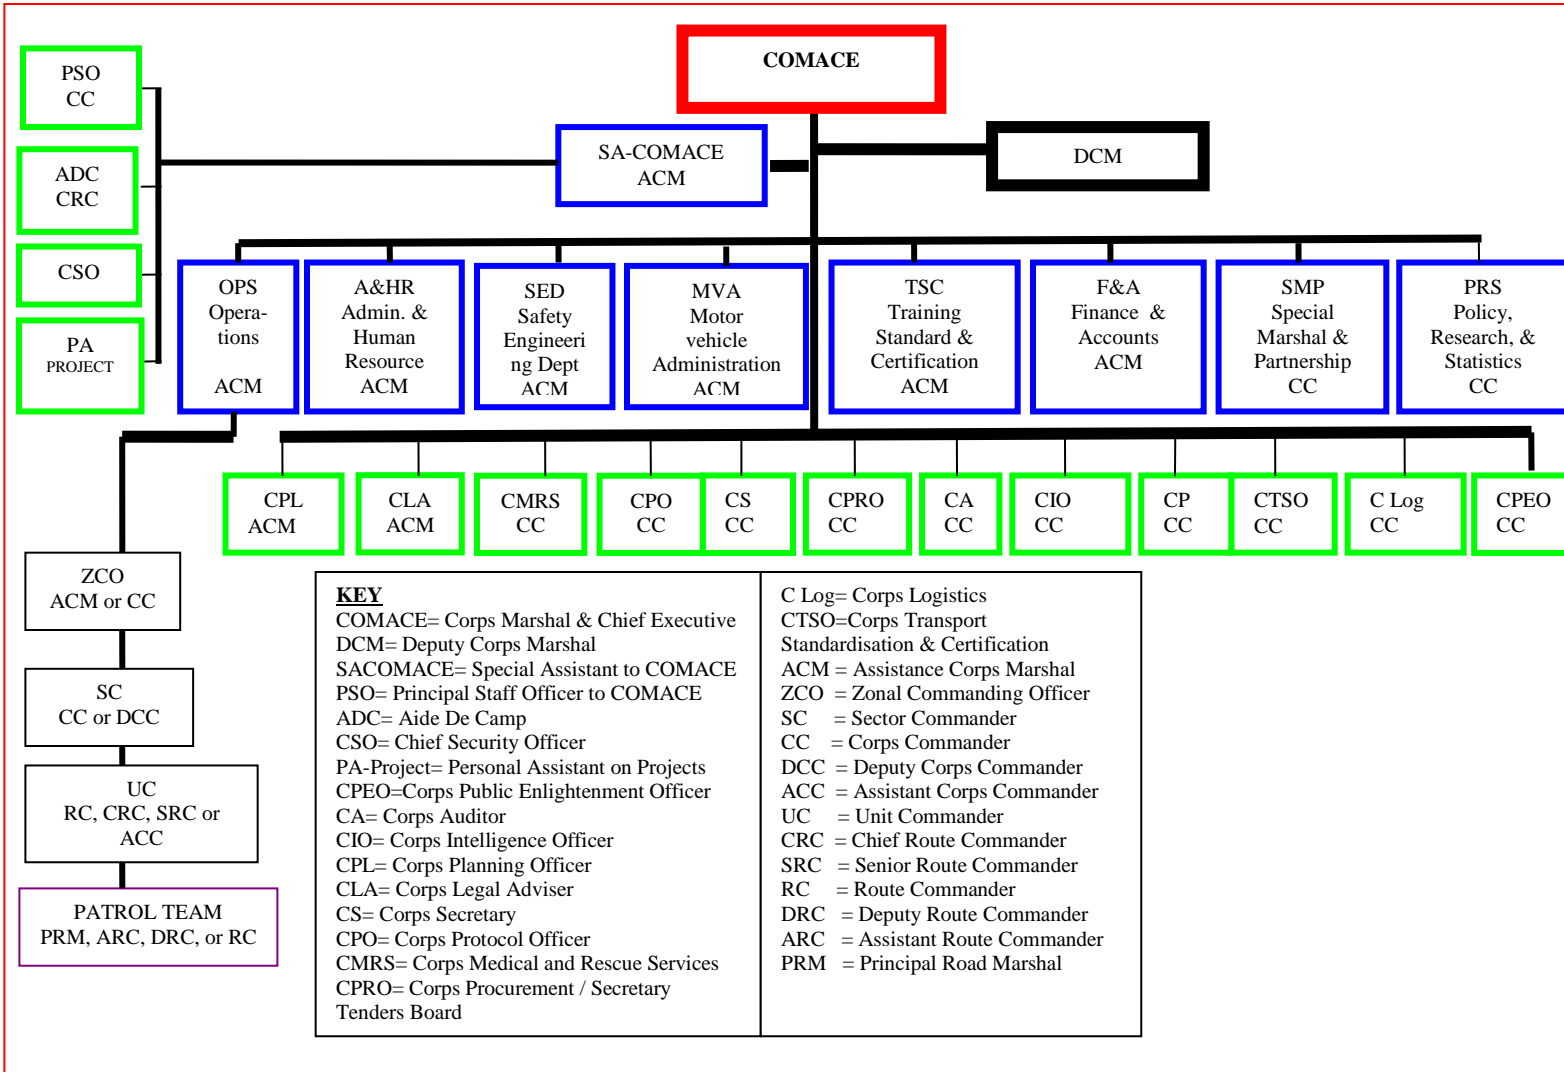 COMACE
PSO
CC
SA-COMACE
ACM
DCM
ADC
CRC
CSO
PA
PROJECT
OPS
Opera-
tions
ACM
A&HR
Admin. &
Human
Resource
ACM
SED
Safety
Engineeri
ng Dept
ACM
MVA
Motor
vehicle
Administration
ACM
TSC
Training
Standard &
Certification
ACM
F&A
Finance &
Accounts
ACM
SMP
Special
Marshal &
Partnership
CC
PRS
Policy,
Research, &
Statistics
CC
CPL
ACM
CLA
ACM
CMRS
CC
CPO
CC
CS
CC
CPRO
CC
CA
CC
CIO
CC
CP
CC
CTSO
CC
C Log
CC
CPEO
CC
ZCO
ACM or CC
SC
CC or DCC
UC
RC, CRC, SRC or
ACC
PATROL TEAM
PRM, ARC, DRC, or RC
KEY
COMACE= Corps Marshal & Chief Executive
DCM= Deputy Corps Marshal
SACOMACE= Special Assistant to COMACE
PSO= Principal Staff Officer to COMACE
ADC= Aide De Camp
CSO= Chief Security Officer
PA-Project= Personal Assistant on Projects
CPEO=Corps Public Enlightenment Officer
CA= Corps Auditor
CIO= Corps Intelligence Officer
CPL= Corps Planning Officer
CLA= Corps Legal Adviser
CS= Corps Secretary
CPO= Corps Protocol Officer
CMRS= Corps Medical and Rescue Services
CPRO= Corps Procurement / Secretary
Tenders Board
C Log= Corps Logistics
CTSO=Corps Transport
Standardisation & Certification
ACM = Assistance Corps Marshal
ZCO = Zonal Commanding Officer
SC = Sector Commander
CC = Corps Commander
DCC = Deputy Corps Commander
ACC = Assistant Corps Commander
UC = Unit Commander
CRC = Chief Route Commander
SRC = Senior Route Commander
RC = Route Commander
DRC = Deputy Route Commander
ARC = Assistant Route Commander
PRM = Principal Road Marshal